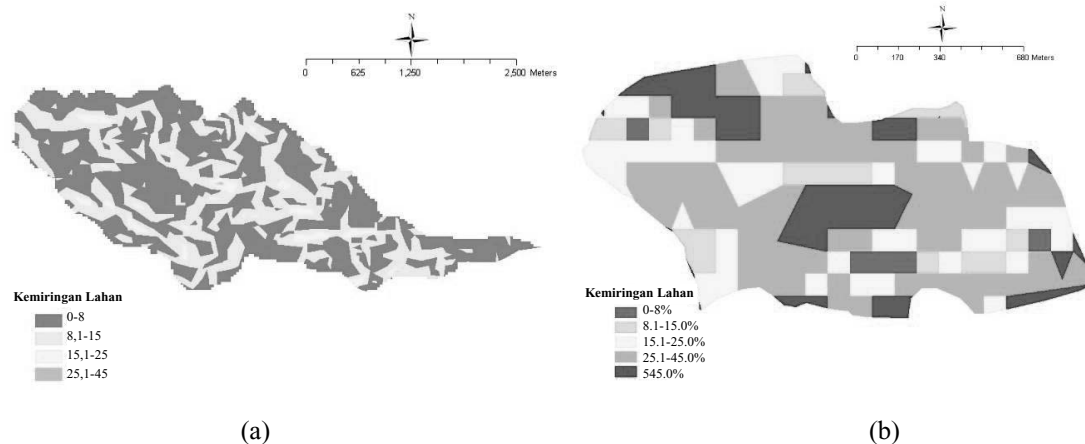 N
0 625 1,250 2,500 Meters
Kemiringan Lahan
0-8
8,1-15
15,1-25
25,1-45
(a)
N
0 170 340 680 Meters
Kemiringan Lahan
0-8%
8.1-15.0%
15.1-25.0%
25.1-45.0%
545.0%
(b)